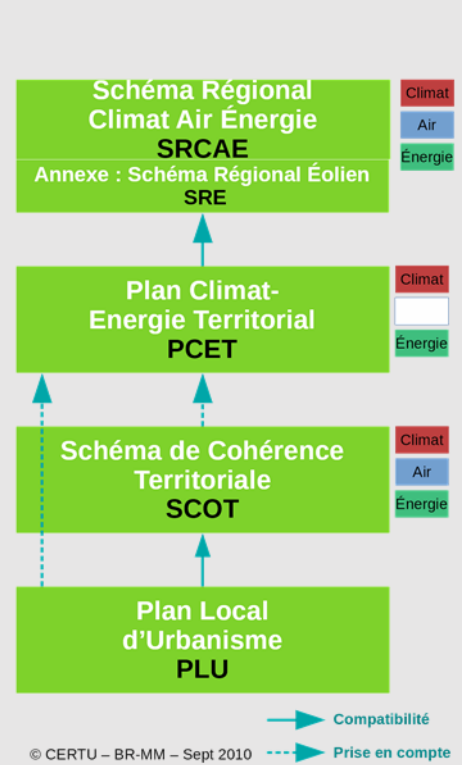 Schéma Régional
Climat Air Énergie
SRCAE
Annexe : Schéma Régional Éolien
SRE
Climat
Air
Énergie
Plan Climat-
Energie Territorial
PCET
Climat
Énergie
Schéma de Cohérence
Territoriale
SCOT
Climat
Air
Énergie
Plan Local
d’Urbanisme
PLU
Compatibilité
Prise en compte
© CERTU – BR-MM – Sept 2010